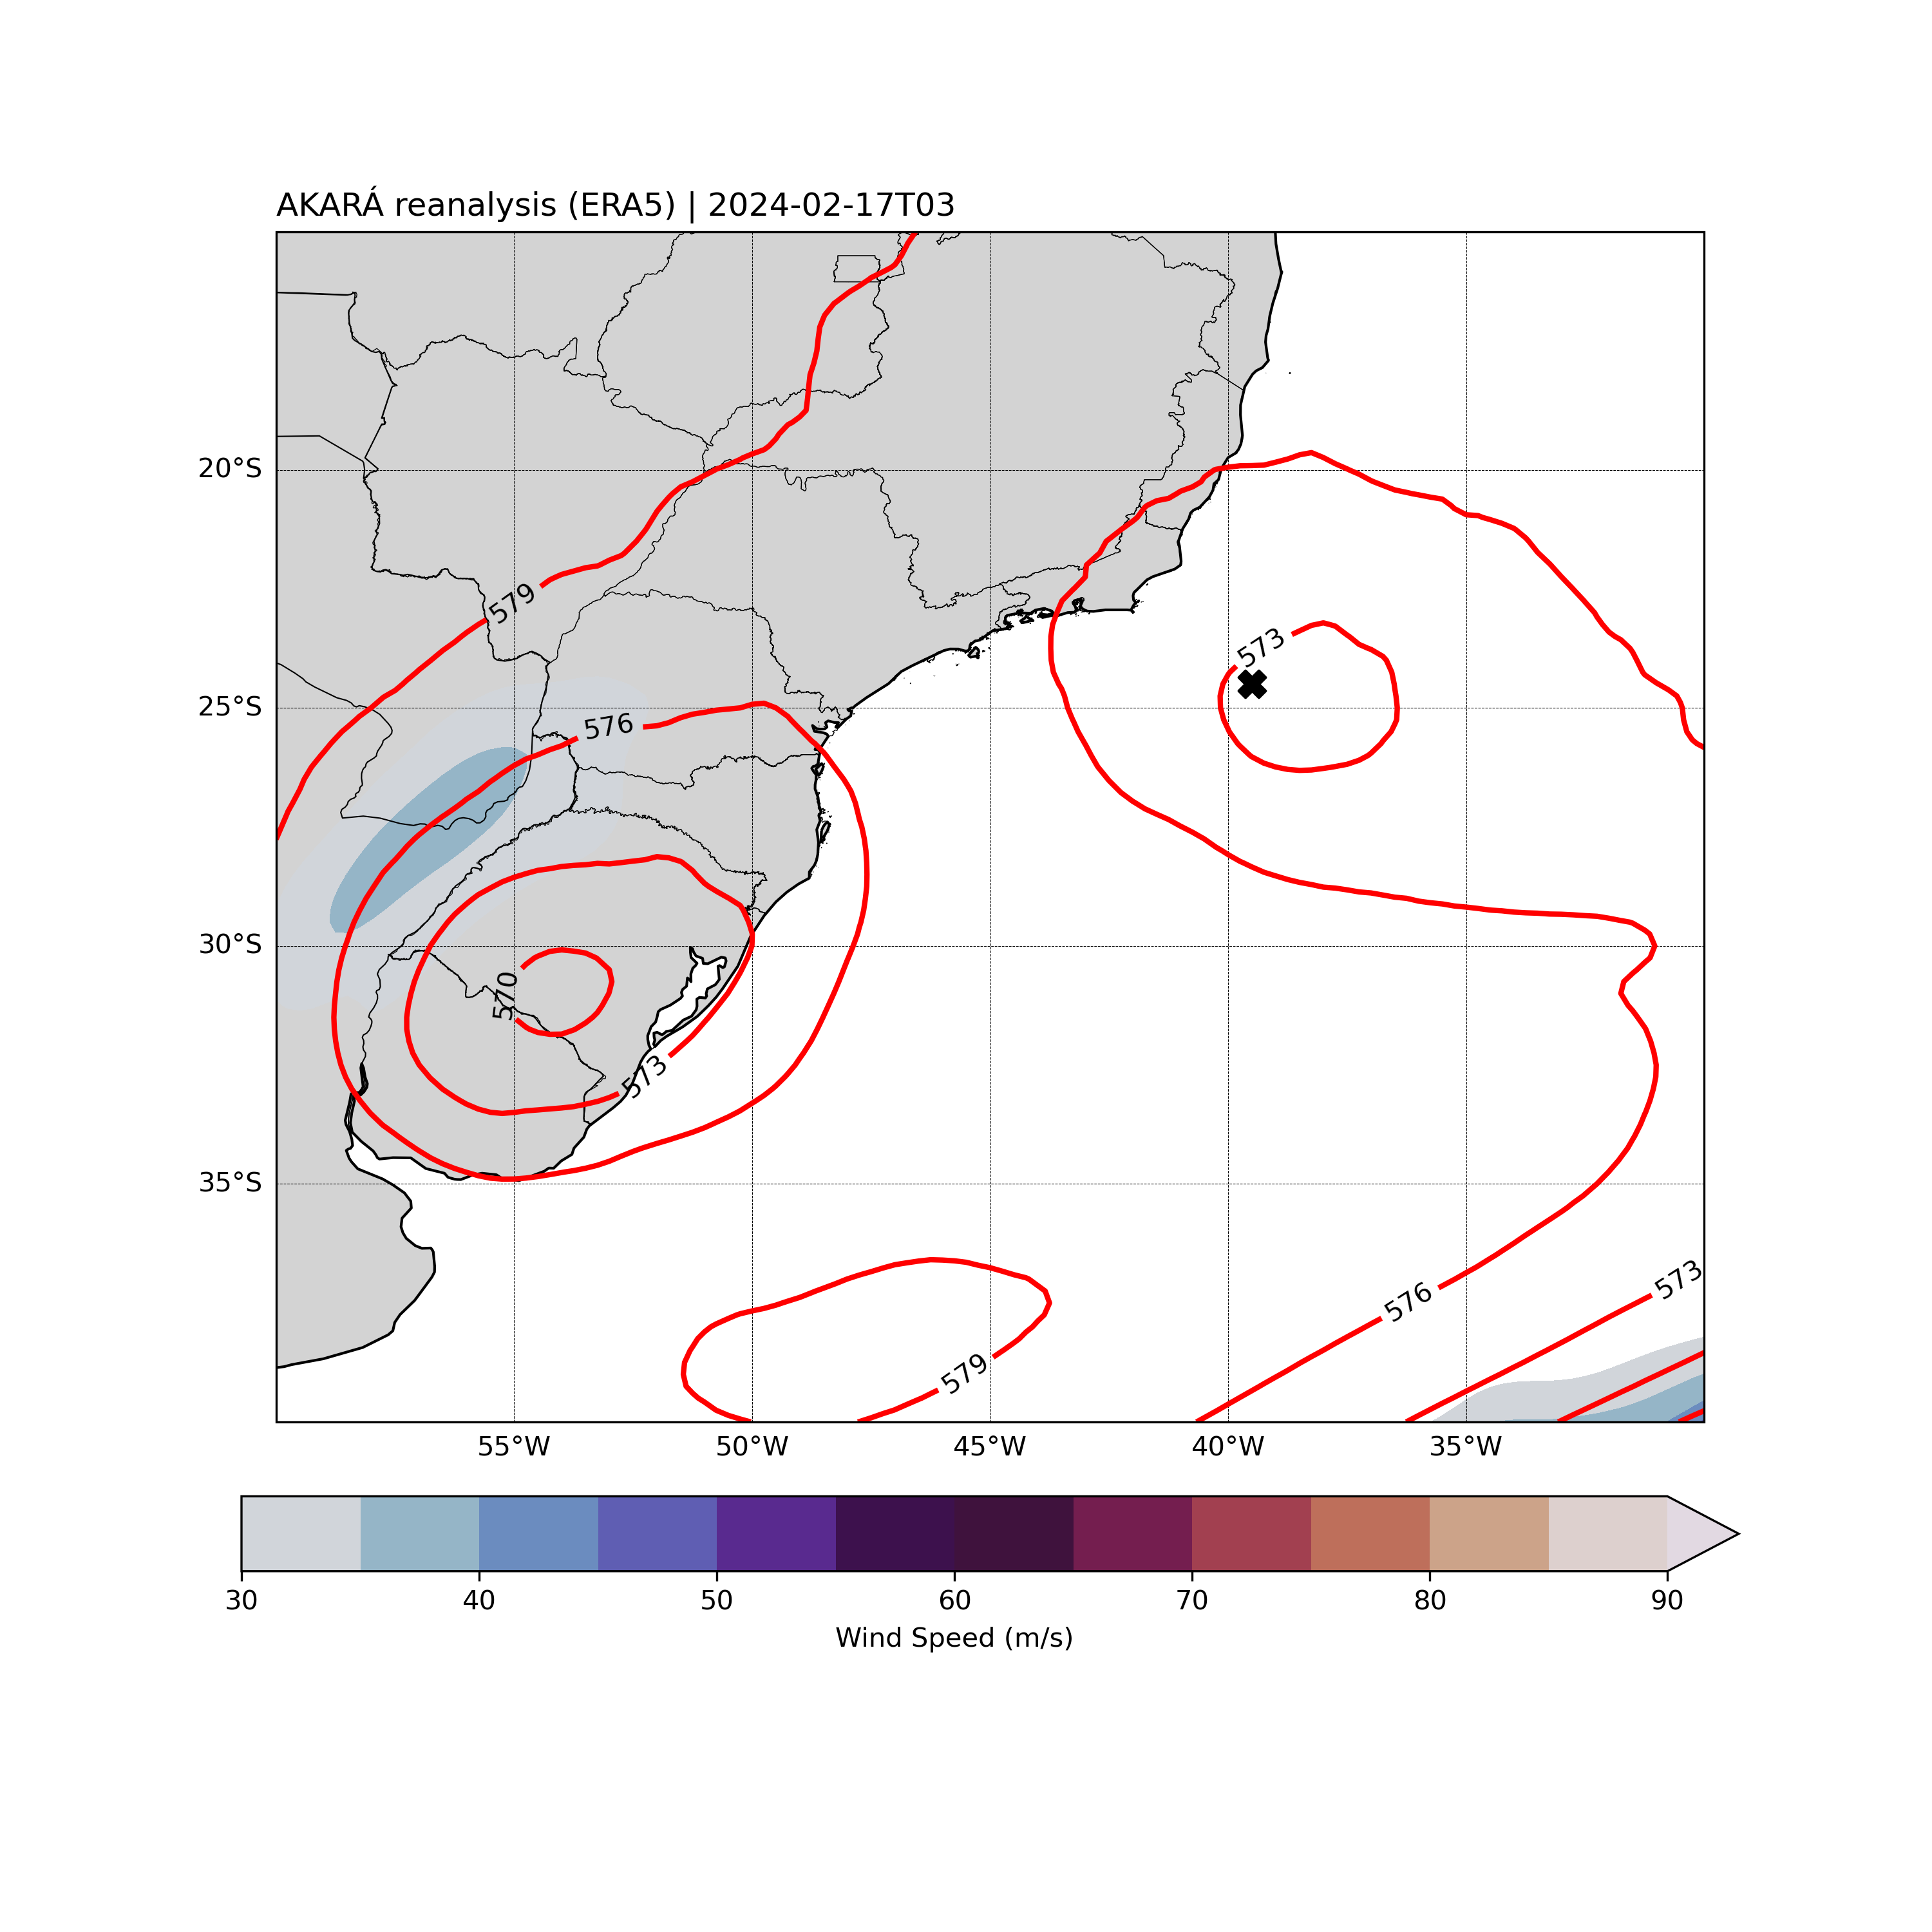 AKARÁ reanalysis (ERA5) | 2024-02-17T03
579
573
576
570
573
576
573
579
20°S
25°S
30°S
35°S
55°W 50°W 45°W 40°W 35°W
30 40 50 60 70 80 90
Wind Speed (m/s)